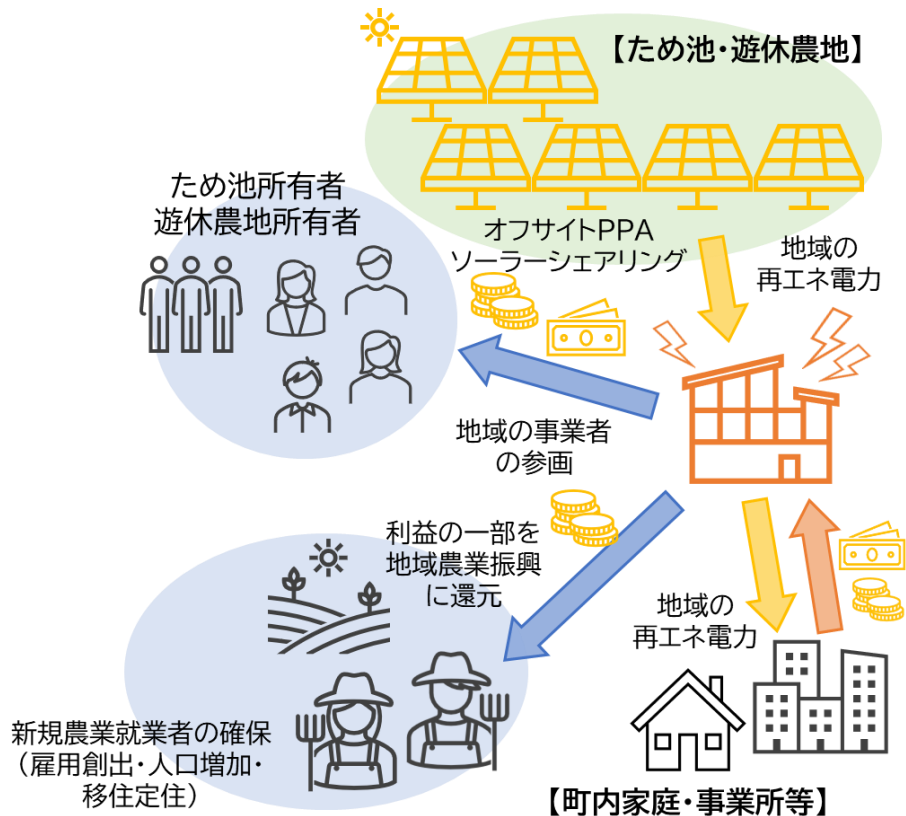 【ため池・遊休農地】
ため池所有者
遊休農地所有者
オフサイトPPA
ソーラーシェアリング
地域の
再エネ電力
地域の事業者
の参画
利益の一部を
地域農業振興
に還元
地域の
再エネ電力
新規農業就業者の確保
（雇用創出・人口増加・
移住定住）
【町内家庭・事業所等】